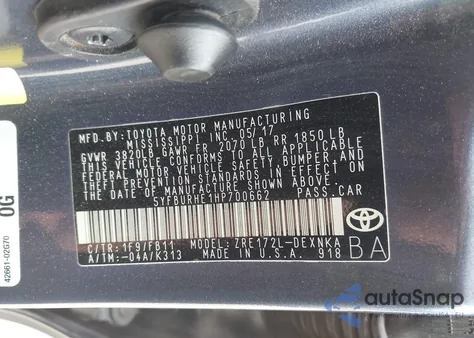 MFD.BY:TOYOTA MOTOR MANUFACTURING
MISSISSIPPI INC 05/17
GVWR 3820LB GAWR FR 2070 LB RR 1850 LB
THIS VEHICLE CONFORMS TO ALL APPLICABLE
FEDERAL MOTOR VEHICLE SAFETY, BUMPER, AND
THEFT PREVENTION STANDARDS IN EFFECT ON
THE DATE OF MANUFACTURE SHOWN ABOVE.
5YFBURHE1HP700662 PASS.CAR
C/TR:1F9/FB11 MODEL: ZRE172L-DEXNKA
A/TM:-04A/K313 MADE IN U.S.A. 918
BA
0G
42661-02G70
autoSnap